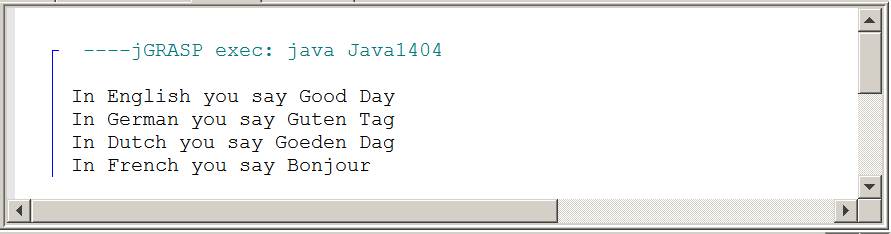 ----jGRASP exec: java Java1404
In English you say Good Day
In German you say Guten Tag
In Dutch you say Goeden Dag
In French you say Bonjour